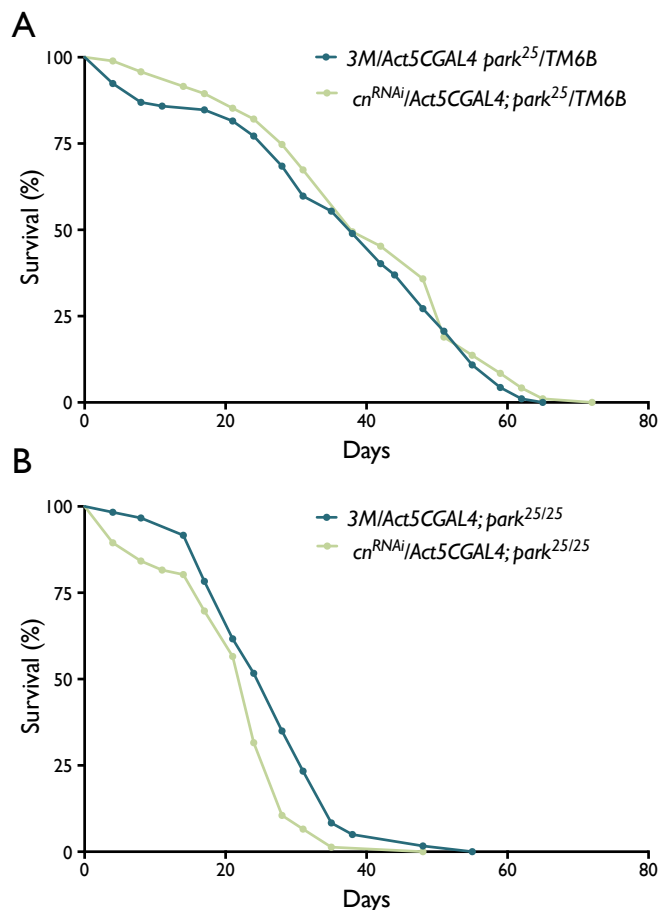 A
100
75
50
25
0
Survival (%)
3M/Act5CGAL4 park25/TM6B
cnRNAi/Act5CGAL4; park25/TM6B
0 20 40 60 80
Days
B
100
75
50
25
0
Survival (%)
3M/Act5CGAL4; park25/25
cnRNAi/Act5CGAL4; park25/25
0 20 40 60 80
Days